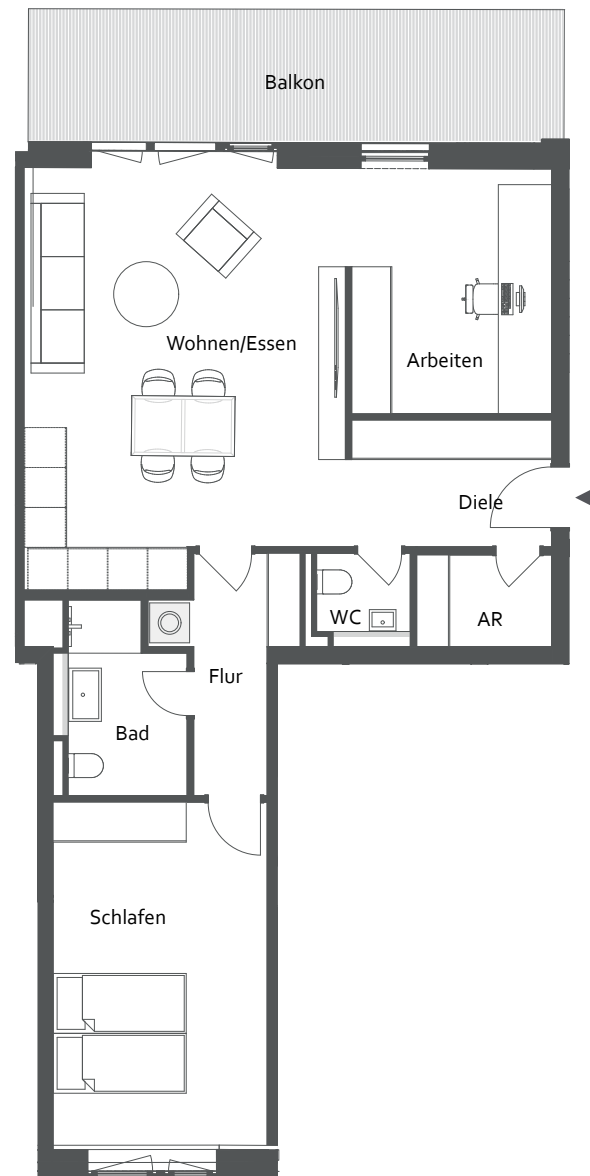 Balkon
Wohnen/Essen
Arbeiten
Diele
WC
AR
Flur
Bad
Schlafen